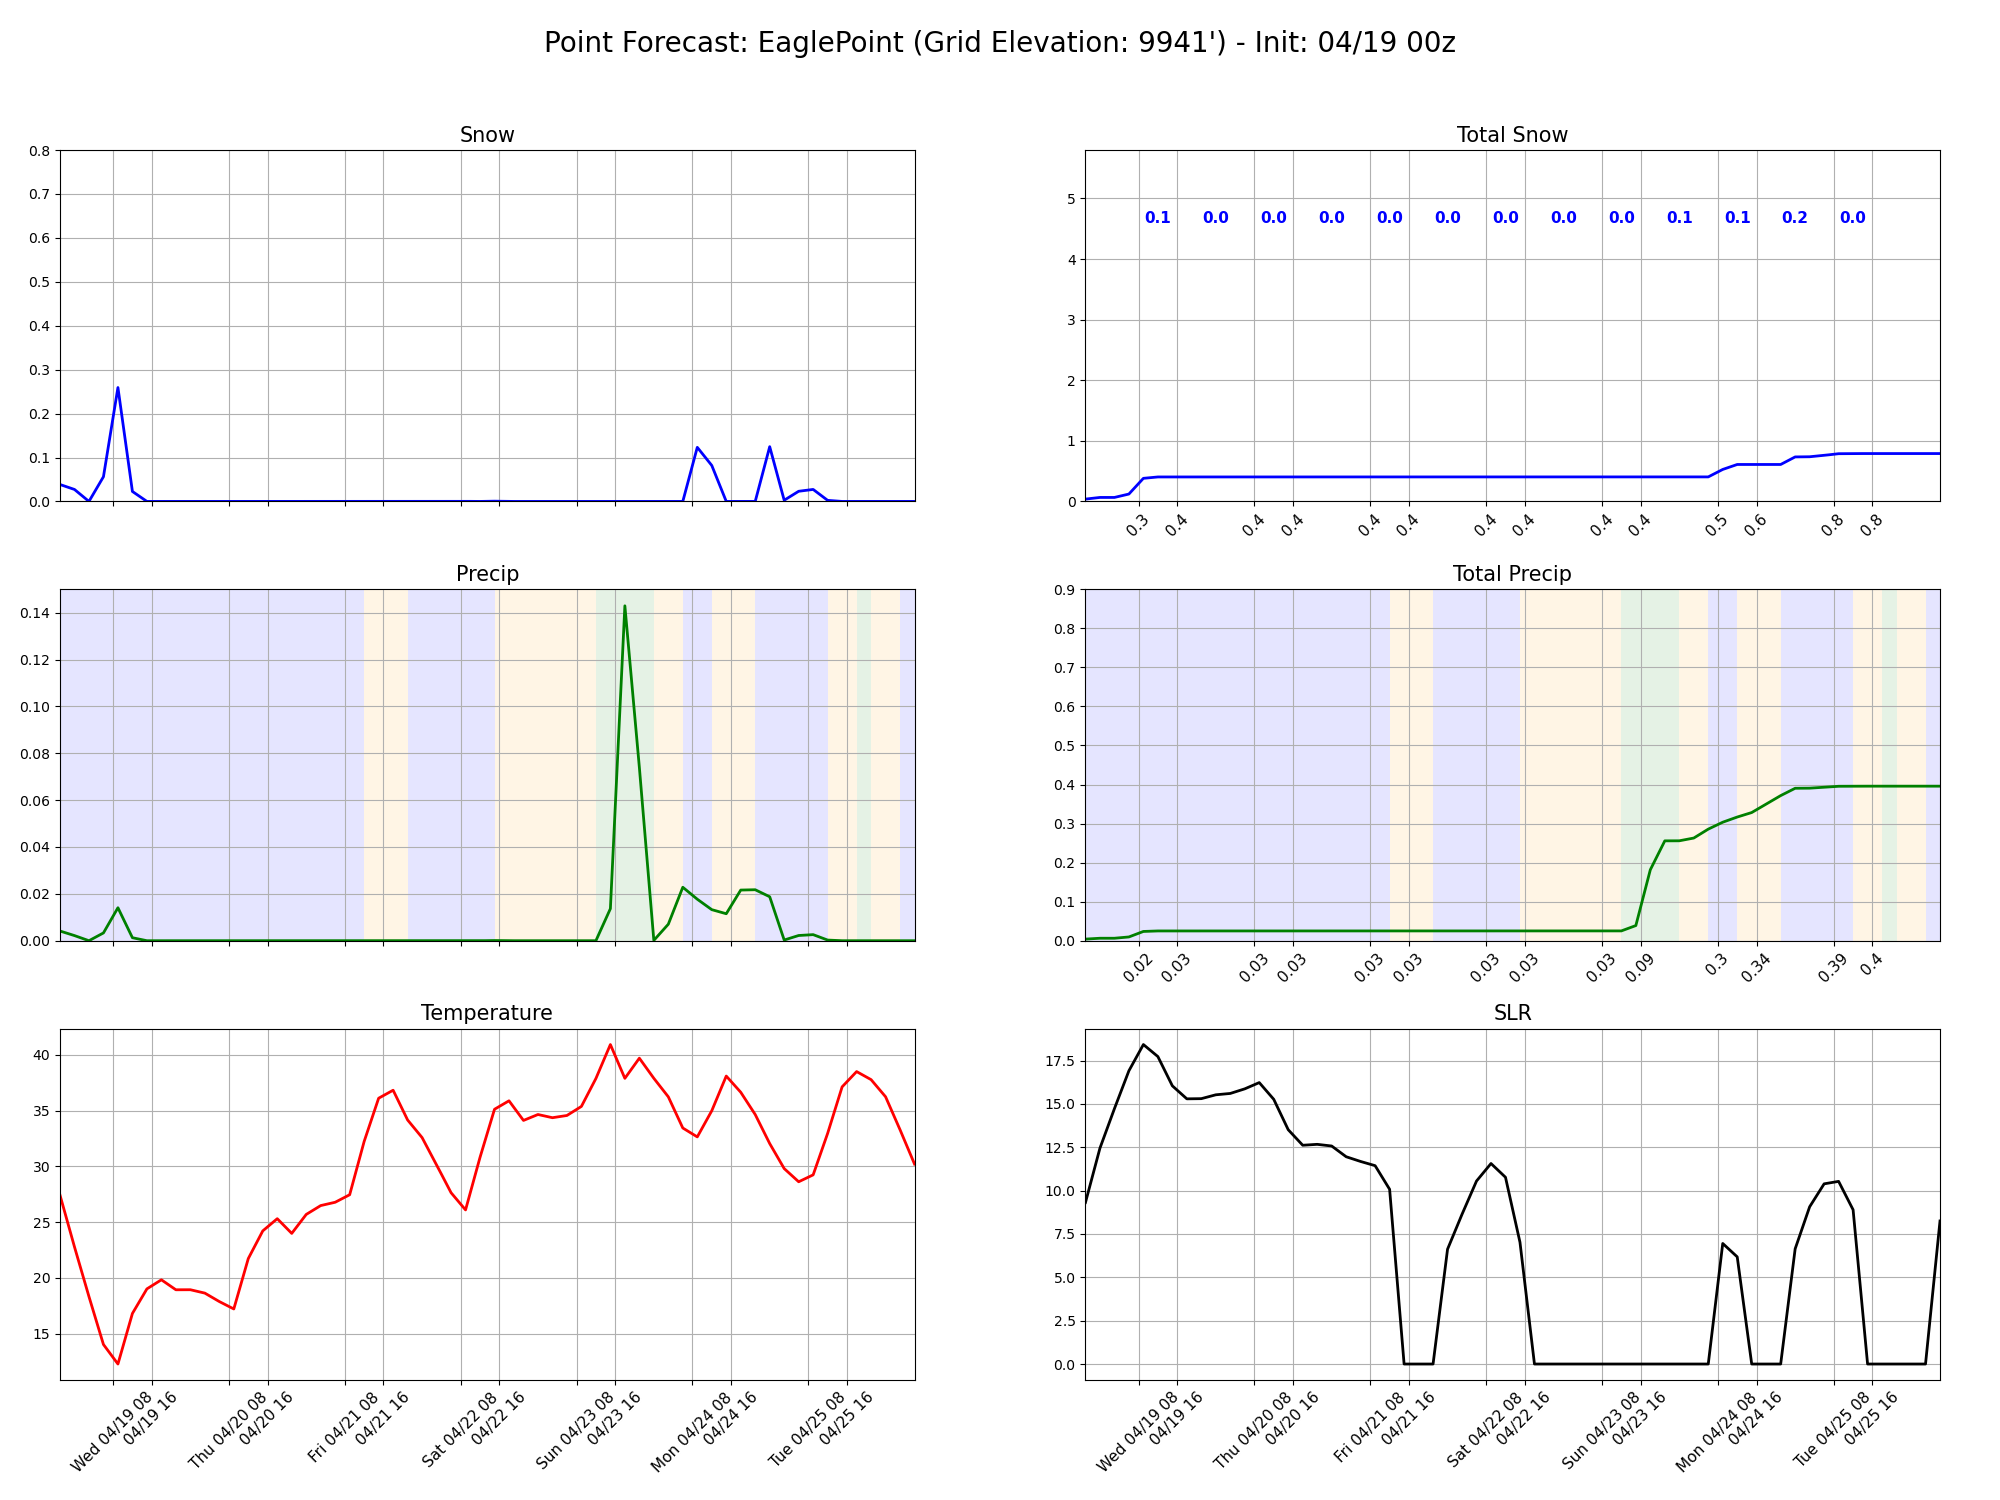 Point Forecast: EaglePoint (Grid Elevation: 9941') - Init: 04/19 00z
Snow
0.8
0.7
0.6
0.5
0.4
0.3
0.2
0.1
0.0
Total Snow
5
4
3
2
1
0
0.1 0.0 0.0 0.0 0.0 0.0 0.0 0.0 0.0 0.1 0.1 0.2 0.0
0.3 0.4 0.4 0.4 0.4 0.4 0.4 0.4 0.4 0.4 0.5 0.6 0.8 0.8
Precip
0.14
0.12
0.10
0.08
0.06
0.04
0.02
0.00
Total Precip
0.9
0.8
0.7
0.6
0.5
0.4
0.3
0.2
0.1
0.0
0.02 0.03 0.03 0.03 0.03 0.03 0.03 0.03 0.03 0.09 0.3 0.34 0.39 0.4
Temperature
40
35
30
25
20
15
Wed 04/19 08
04/19 16
Thu 04/20 08
04/20 16
Fri 04/21 08
04/21 16
Sat 04/22 08
04/22 16
Sun 04/23 08
04/23 16
Mon 04/24 08
04/24 16
Tue 04/25 08
04/25 16
SLR
17.5
15.0
12.5
10.0
7.5
5.0
2.5
0.0
Wed 04/19 08
04/19 16
Thu 04/20 08
04/20 16
Fri 04/21 08
04/21 16
Sat 04/22 08
04/22 16
Sun 04/23 08
04/23 16
Mon 04/24 08
04/24 16
Tue 04/25 08
04/25 16